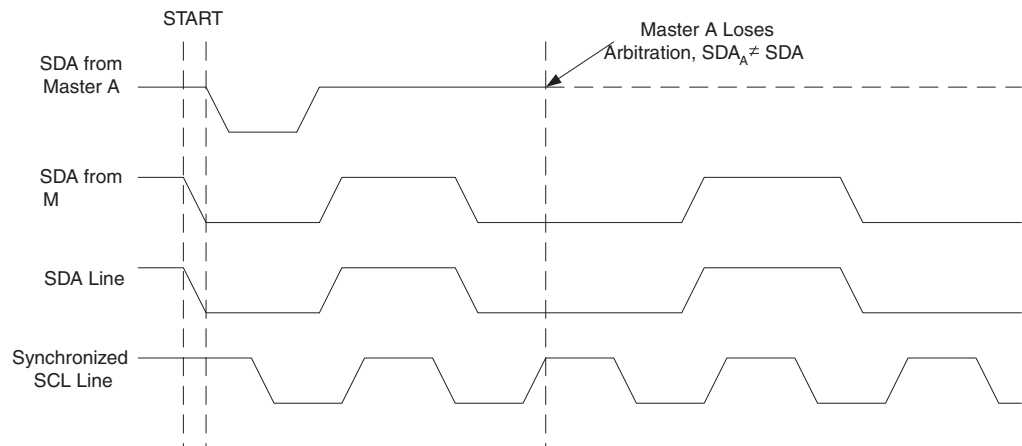 START
Master A Loses
Arbitration, SDA_A ≠ SDA
SDA from
Master A
SDA from
M
SDA Line
Synchronized
SCL Line